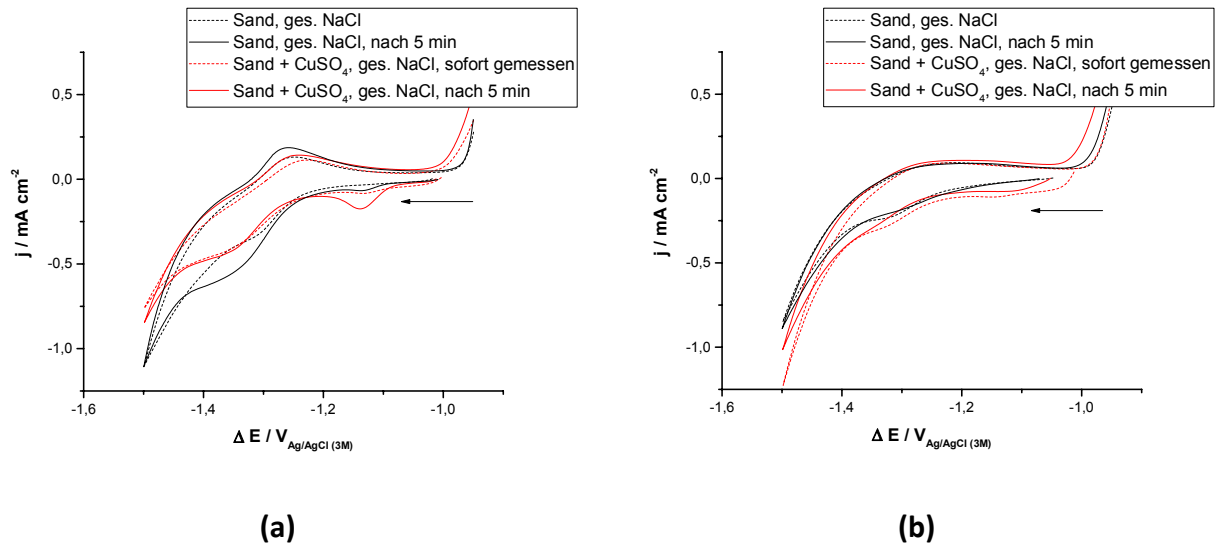 Sand, ges. NaCl
Sand, ges. NaCl, nach 5 min
Sand + CuSO4, ges. NaCl, sofort gemessen
Sand + CuSO4, ges. NaCl, nach 5 min
0,5
0,0
-0,5
-1,0
j / mA cm-2
-1,6
-1,4
-1,2
-1,0
Δ E / V Ag/AgCl (3M)
(a)
Sand, ges. NaCl
Sand, ges. NaCl, nach 5 min
Sand + CuSO4, ges. NaCl, sofort gemessen
Sand + CuSO4, ges. NaCl, nach 5 min
0,5
0,0
-0,5
-1,0
j / mA cm-2
-1,6
-1,4
-1,2
-1,0
Δ E / V Ag/AgCl (3M)
(b)